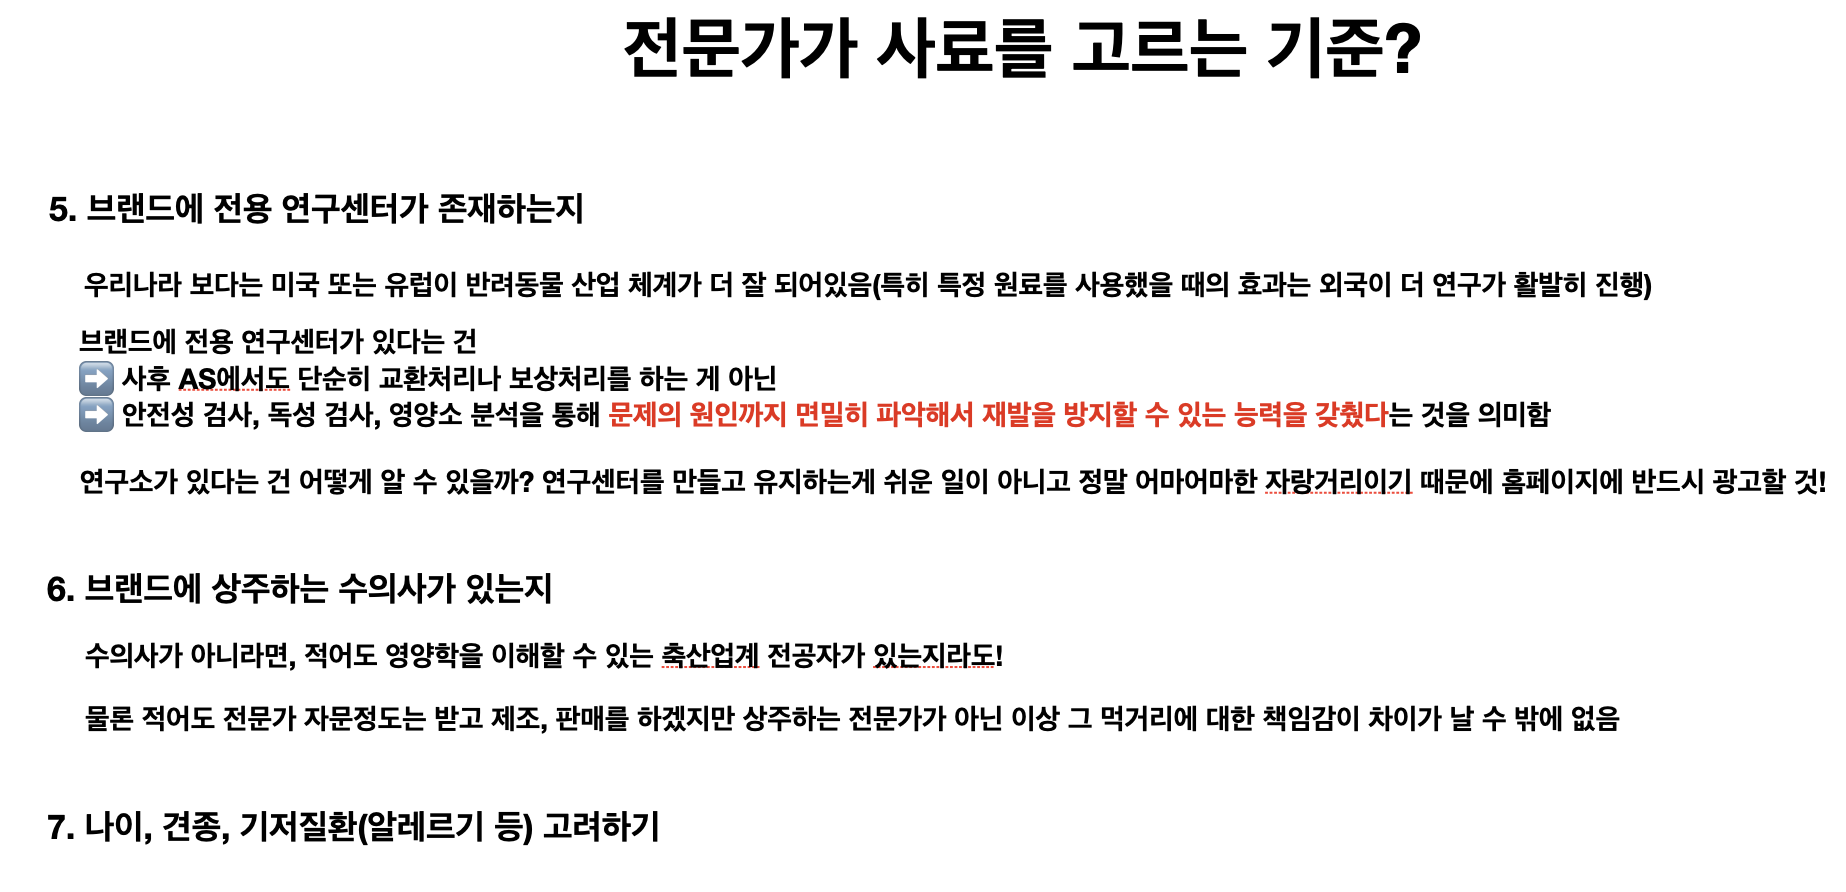 전문가가 사료를 고르는 기준?
5. 브랜드에 전용 연구센터가 존재하는지
우리나라 보다는 미국 또는 유럽이 반려동물 산업 체계가 더 잘 되어있음(특히 특정 원료를 사용했을 때의 효과는 외국이 더 연구가 활발히 진행)
브랜드에 전용 연구센터가 있다는 건
➡️ 사후 AS에서도 단순히 교환처리나 보상처리를 하는 게 아닌
➡️ 안전성 검사, 독성 검사, 영양소 분석을 통해 문제의 원인까지 면밀히 파악해서 재발을 방지할 수 있는 능력을 갖췄다는 것을 의미함
연구소가 있다는 건 어떻게 알 수 있을까? 연구센터를 만들고 유지하는게 쉬운 일이 아니고 정말 어마어마한 자랑거리이기 때문에 홈페이지에 반드시 광고할 것!
6. 브랜드에 상주하는 수의사가 있는지
수의사가 아니라면, 적어도 영양학을 이해할 수 있는 축산업계 전공자가 있는지라도!
물론 적어도 전문가 자문정도는 받고 제조, 판매를 하겠지만 상주하는 전문가가 아닌 이상 그 먹거리에 대한 책임감이 차이가 날 수 밖에 없음
7. 나이, 견종, 기저질환(알레르기 등) 고려하기